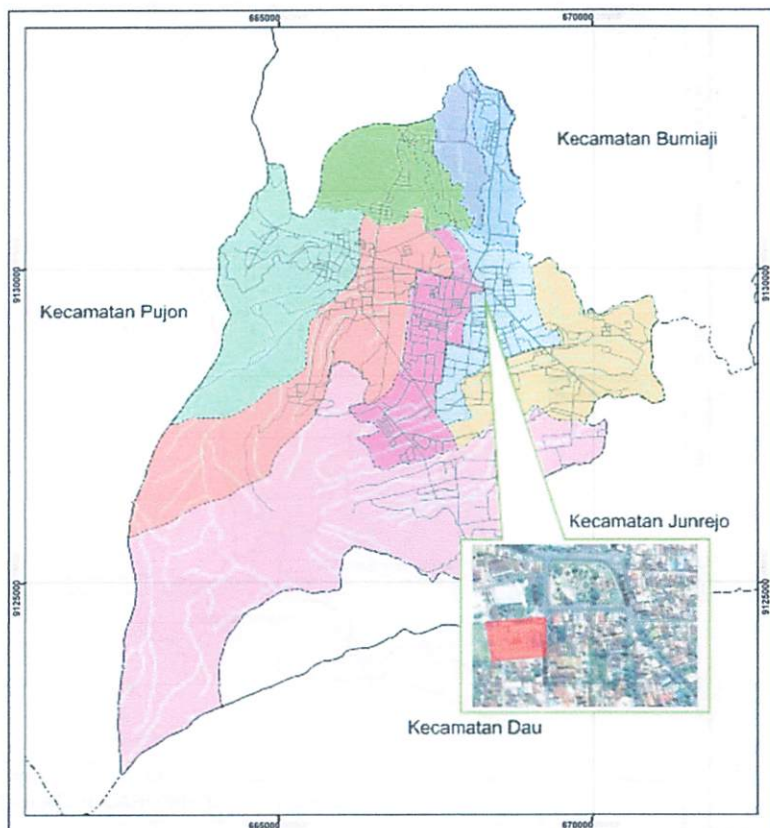 665000
670000
Kecamatan Bumiaji
9130000
9130000
Kecamatan Pujon
Kecamatan Junrejo
9125000
9125000
Kecamatan Dau
665000
670000